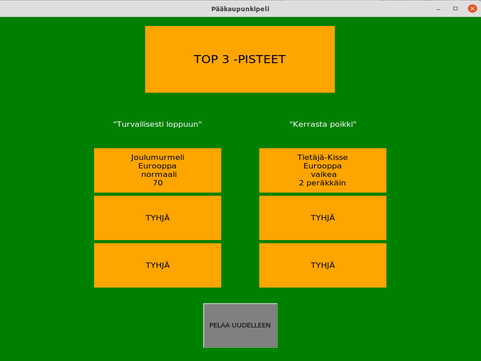 Pääkaupunkipeli
TOP 3 -PISTEET
"Turvallisesti loppuun"
"Kerrasta poikki"
Joulumurmeli
Eurooppa
normaali
70
Tietäjä-Kisse
Eurooppa
vaikea
2 peräkkäin
TYHJÄ
TYHJÄ
TYHJÄ
TYHJÄ
PELAA UUDELLEEN